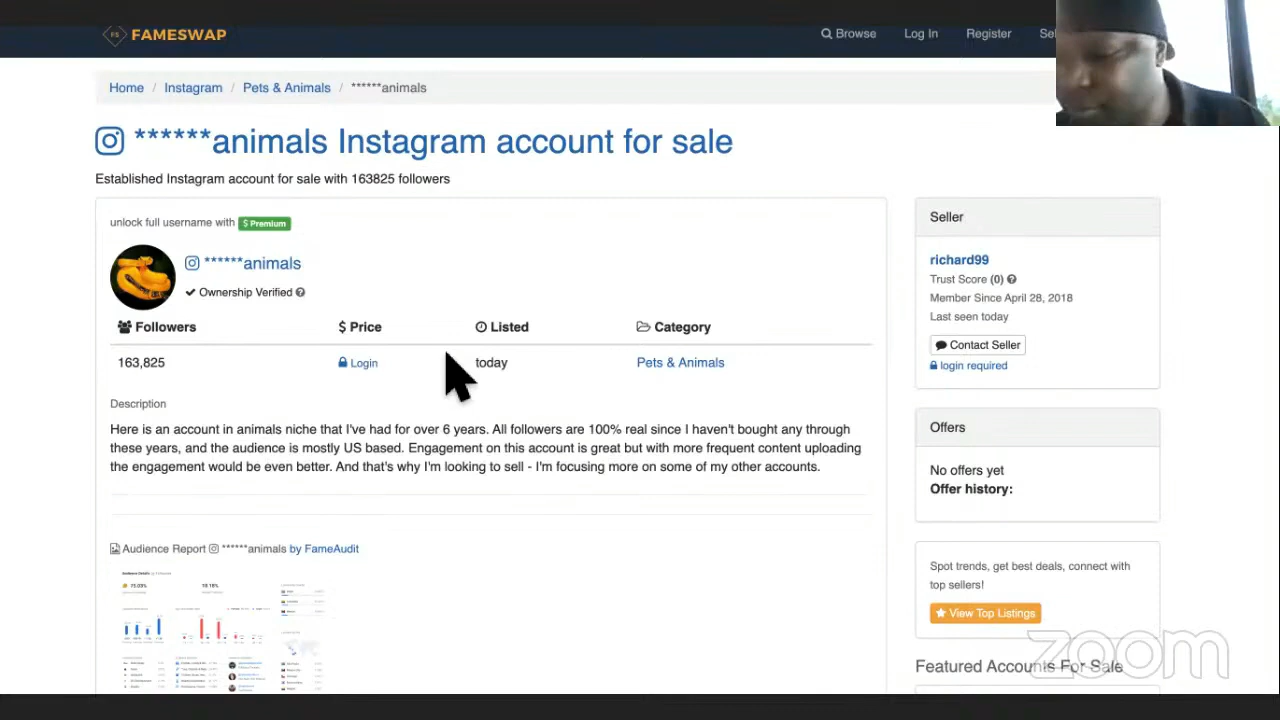 FS FAMESWAP
Browse Log In Register Sel
Home / Instagram / Pets & Animals / ******animals
******animals Instagram account for sale
Established Instagram account for sale with 163825 followers
unlock full username with $ Premium
******animals
Ownership Verified
Followers $ Price Listed Category
163,825 Login today Pets & Animals
Description
Here is an account in animals niche that I've had for over 6 years. All followers are 100% real since I haven't bought any through
these years, and the audience is mostly US based. Engagement on this account is great but with more frequent content uploading
the engagement would be even better. And that's why I'm looking to sell - I'm focusing more on some of my other accounts.
Audience Report ******animals by FameAudit
Seller
richard99
Trust Score (0)
Member Since April 28, 2018
Last seen today
Contact Seller
login required
Offers
No offers yet
Offer history:
Spot trends, get best deals, connect with
top sellers!
View Top Listings
Featured Accounts For Sale
zoom